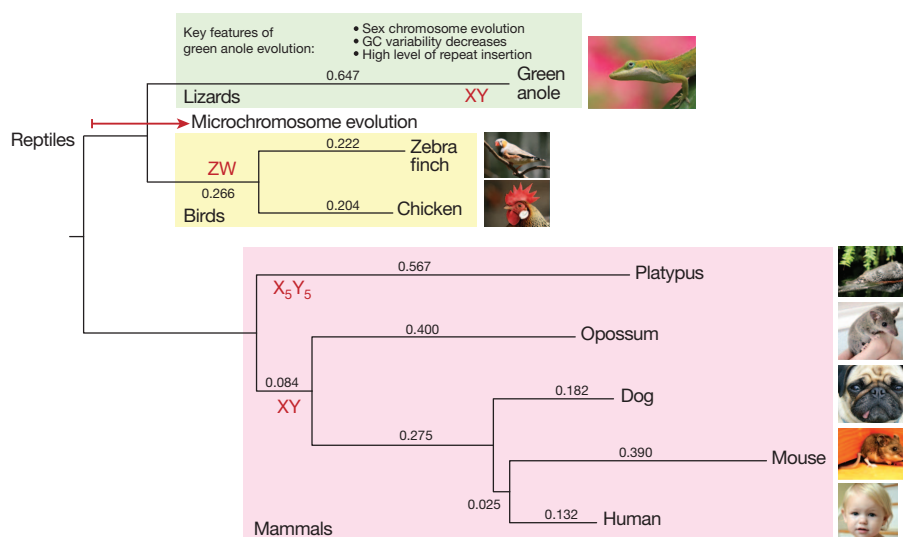 Key features of
green anole evolution:
• Sex chromosome evolution
• GC variability decreases
• High level of repeat insertion
0.647
Green
anole
XY
Lizards
Reptiles
Microchromosome evolution
0.222
Zebra
finch
ZW
0.266
0.204
Chicken
Birds
0.567
Platypus
X₅Y₅
0.400
Opossum
0.084
XY
0.182
Dog
0.275
0.390
Mouse
0.025
0.132
Human
Mammals